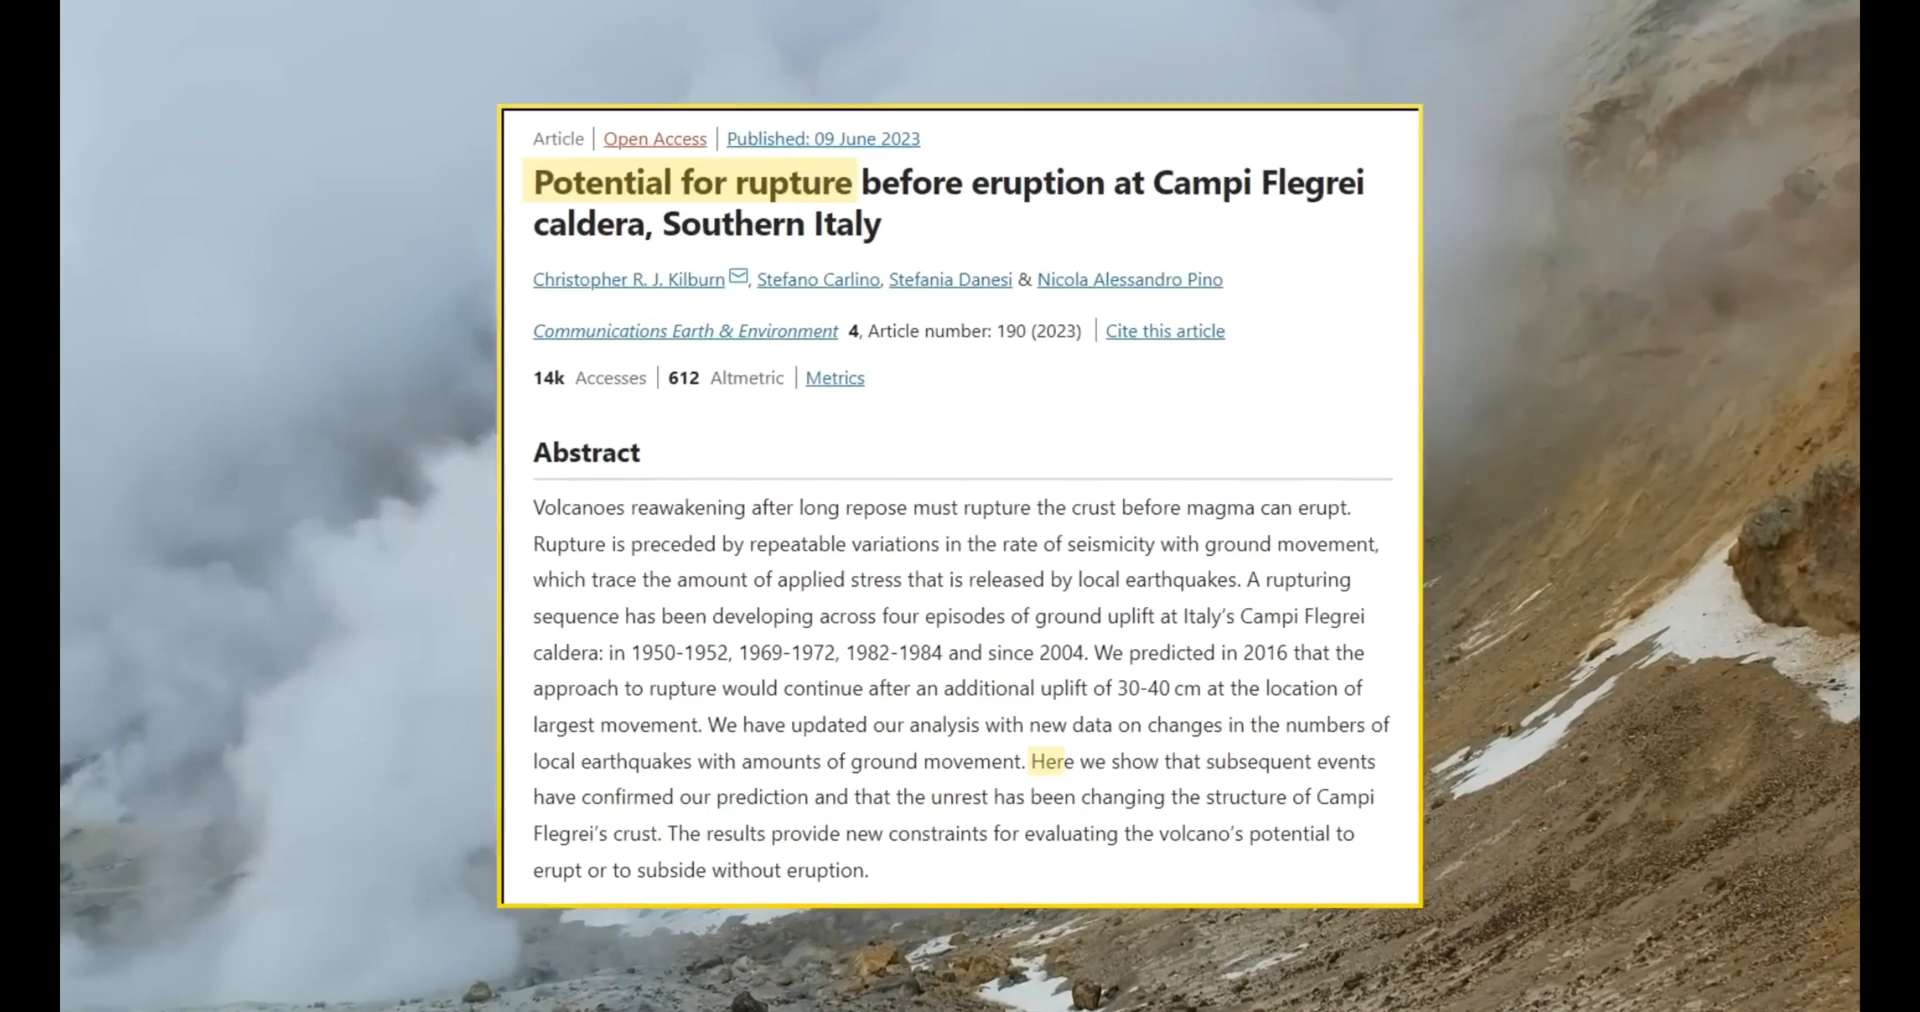 Article | Open Access | Published: 09 June 2023
Potential for rupture before eruption at Campi Flegrei
caldera, Southern Italy
Christopher R. J. Kilburn, Stefano Carlino, Stefania Danesi & Nicola Alessandro Pino
Communications Earth & Environment 4, Article number: 190 (2023) | Cite this article
14k Accesses | 612 Altmetric | Metrics
Abstract
Volcanoes reawakening after long repose must rupture the crust before magma can erupt.
Rupture is preceded by repeatable variations in the rate of seismicity with ground movement,
which trace the amount of applied stress that is released by local earthquakes. A rupturing
sequence has been developing across four episodes of ground uplift at Italy’s Campi Flegrei
caldera: in 1950-1952, 1969-1972, 1982-1984 and since 2004. We predicted in 2016 that the
approach to rupture would continue after an additional uplift of 30-40 cm at the location of
largest movement. We have updated our analysis with new data on changes in the numbers of
local earthquakes with amounts of ground movement. Here we show that subsequent events
have confirmed our prediction and that the unrest has been changing the structure of Campi
Flegrei’s crust. The results provide new constraints for evaluating the volcano’s potential to
erupt or to subside without eruption.